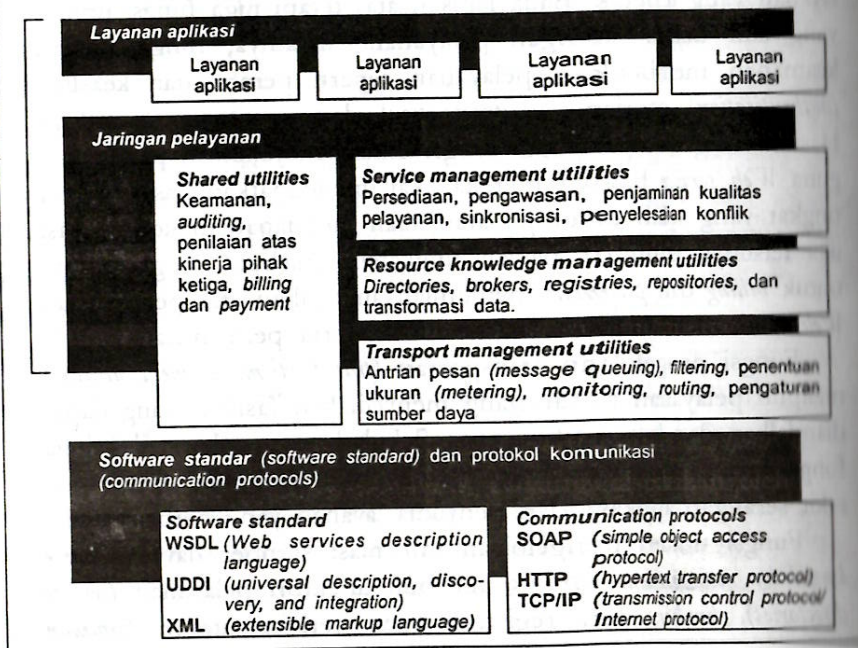 Layanan aplikasi
Layanan
aplikasi
Layanan
aplikasi
Layanan
aplikasi
Layanan
aplikasi
Jaringan pelayanan
Shared utilities
Keamanan,
auditing,
penilaian atas
kinerja pihak
ketiga, billing
dan payment
Service management utilities
Persediaan, pengawasan, penjaminan kualitas
pelayanan, sinkronisasi, penyelesaian konflik
Resource knowledge management utilities
Directories, brokers, registries, repositories, dan
transformasi data.
Transport management utilities
Antrian pesan (message queuing), filtering, penentuan
ukuran (metering), monitoring, routing, pengaturan
sumber daya
Software standar (software standard) dan protokol komunikasi
(communication protocols)
Software standard
WSDL (Web services description
language)
UDDI (universal description, disco-
very, and integration)
XML (extensible markup language)
Communication protocols
SOAP (simple object access
protocol)
HTTP (hypertext transfer protocol)
TCP/IP (transmission control protocol/
Internet protocol)